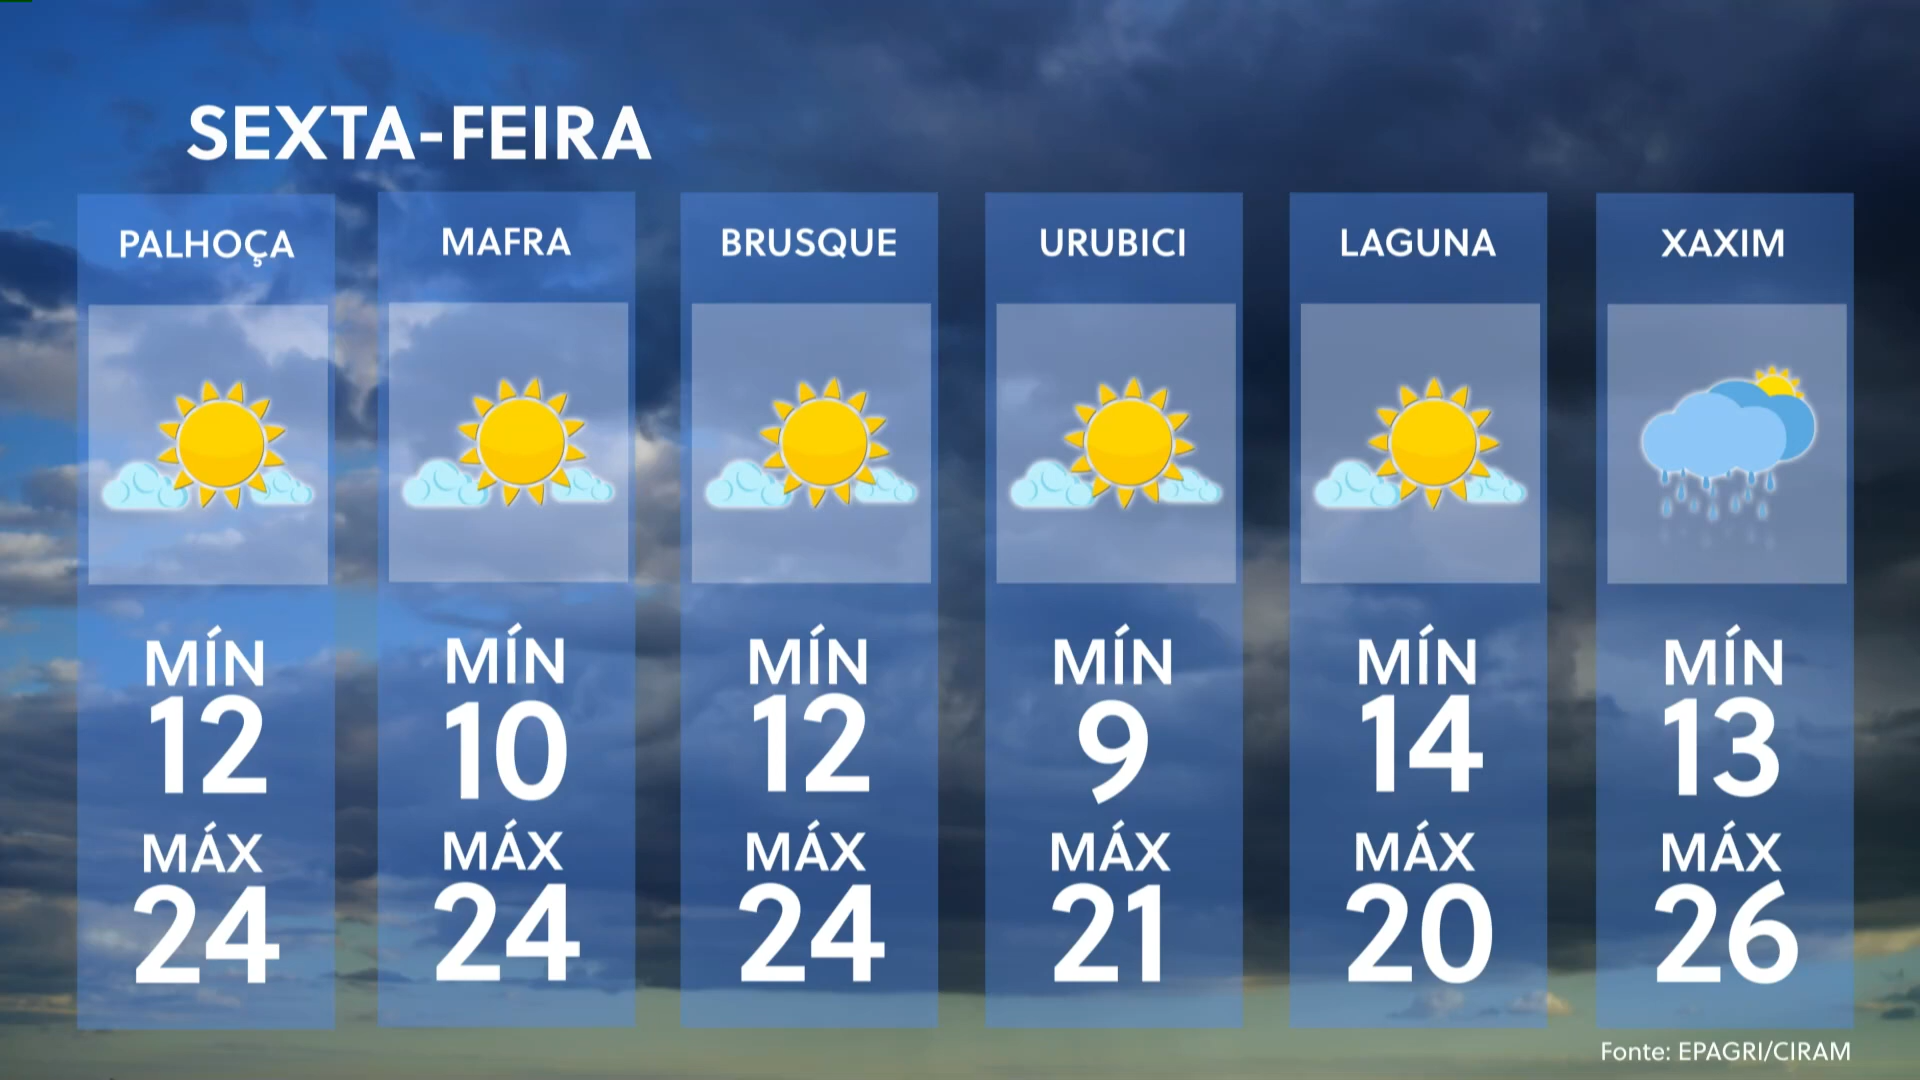 SEXTA-FEIRA
PALHOÇA
MÍN
12
MÁX
24
MAFRA
MÍN
10
MÁX
24
BRUSQUE
MÍN
12
MÁX
24
URUBICI
MÍN
9
MÁX
21
LAGUNA
MÍN
14
MÁX
20
XAXIM
MÍN
13
MÁX
26
Fonte: EPAGRI/CIRAM